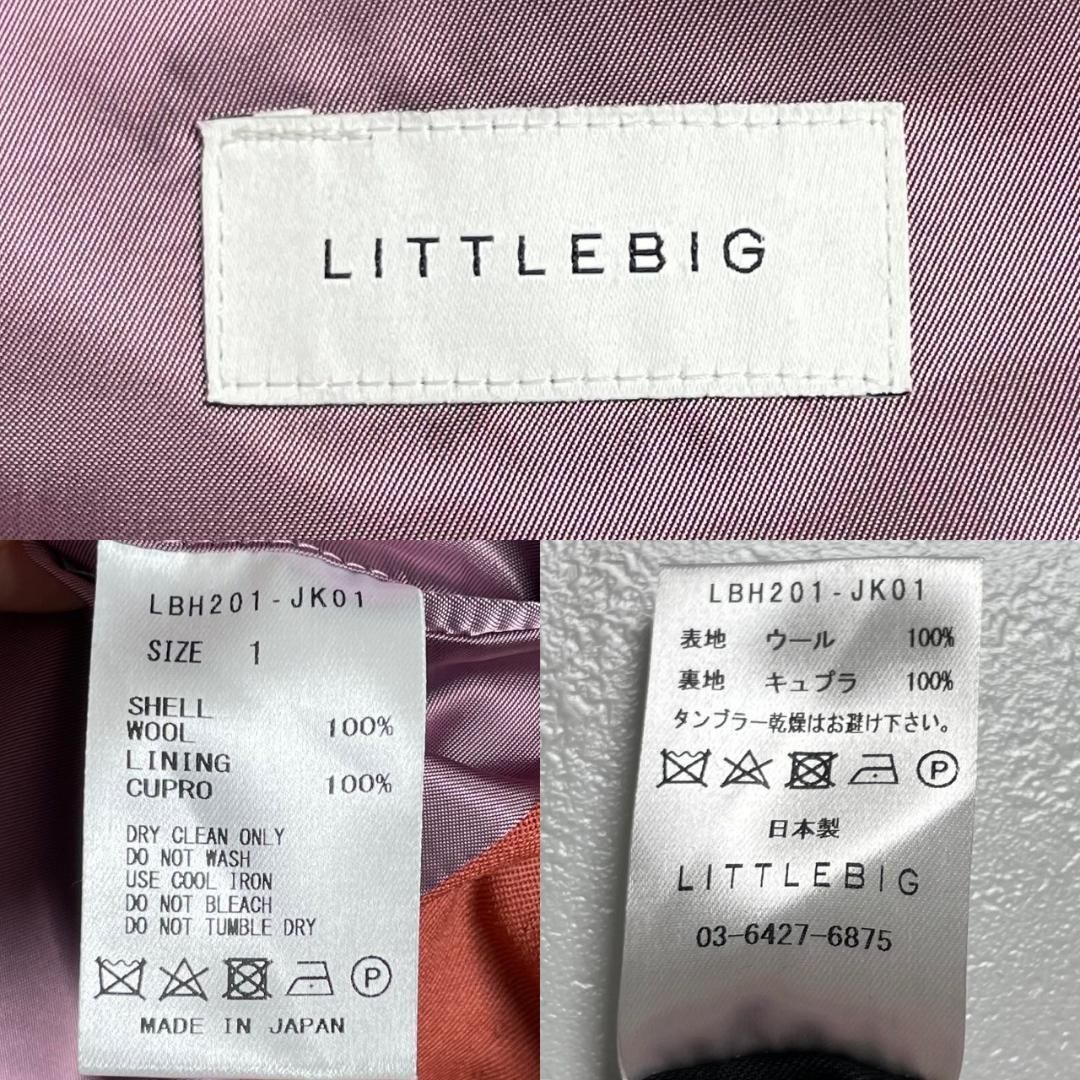 LITTLEBIG
LBH201-JK01
SIZE 1
SHELL
WOOL 100%
LINING
CUPRO 100%
DRY CLEAN ONLY
DO NOT WASH
USE COOL IRON
DO NOT BLEACH
DO NOT TUMBLE DRY
P
MADE IN JAPAN
LBH201-JK01
表地 ウール 100%
裏地 キュプラ 100%
タンブラー乾燥はお避け下さい。
P
日本製
LITTLEBIG
03-6427-6875